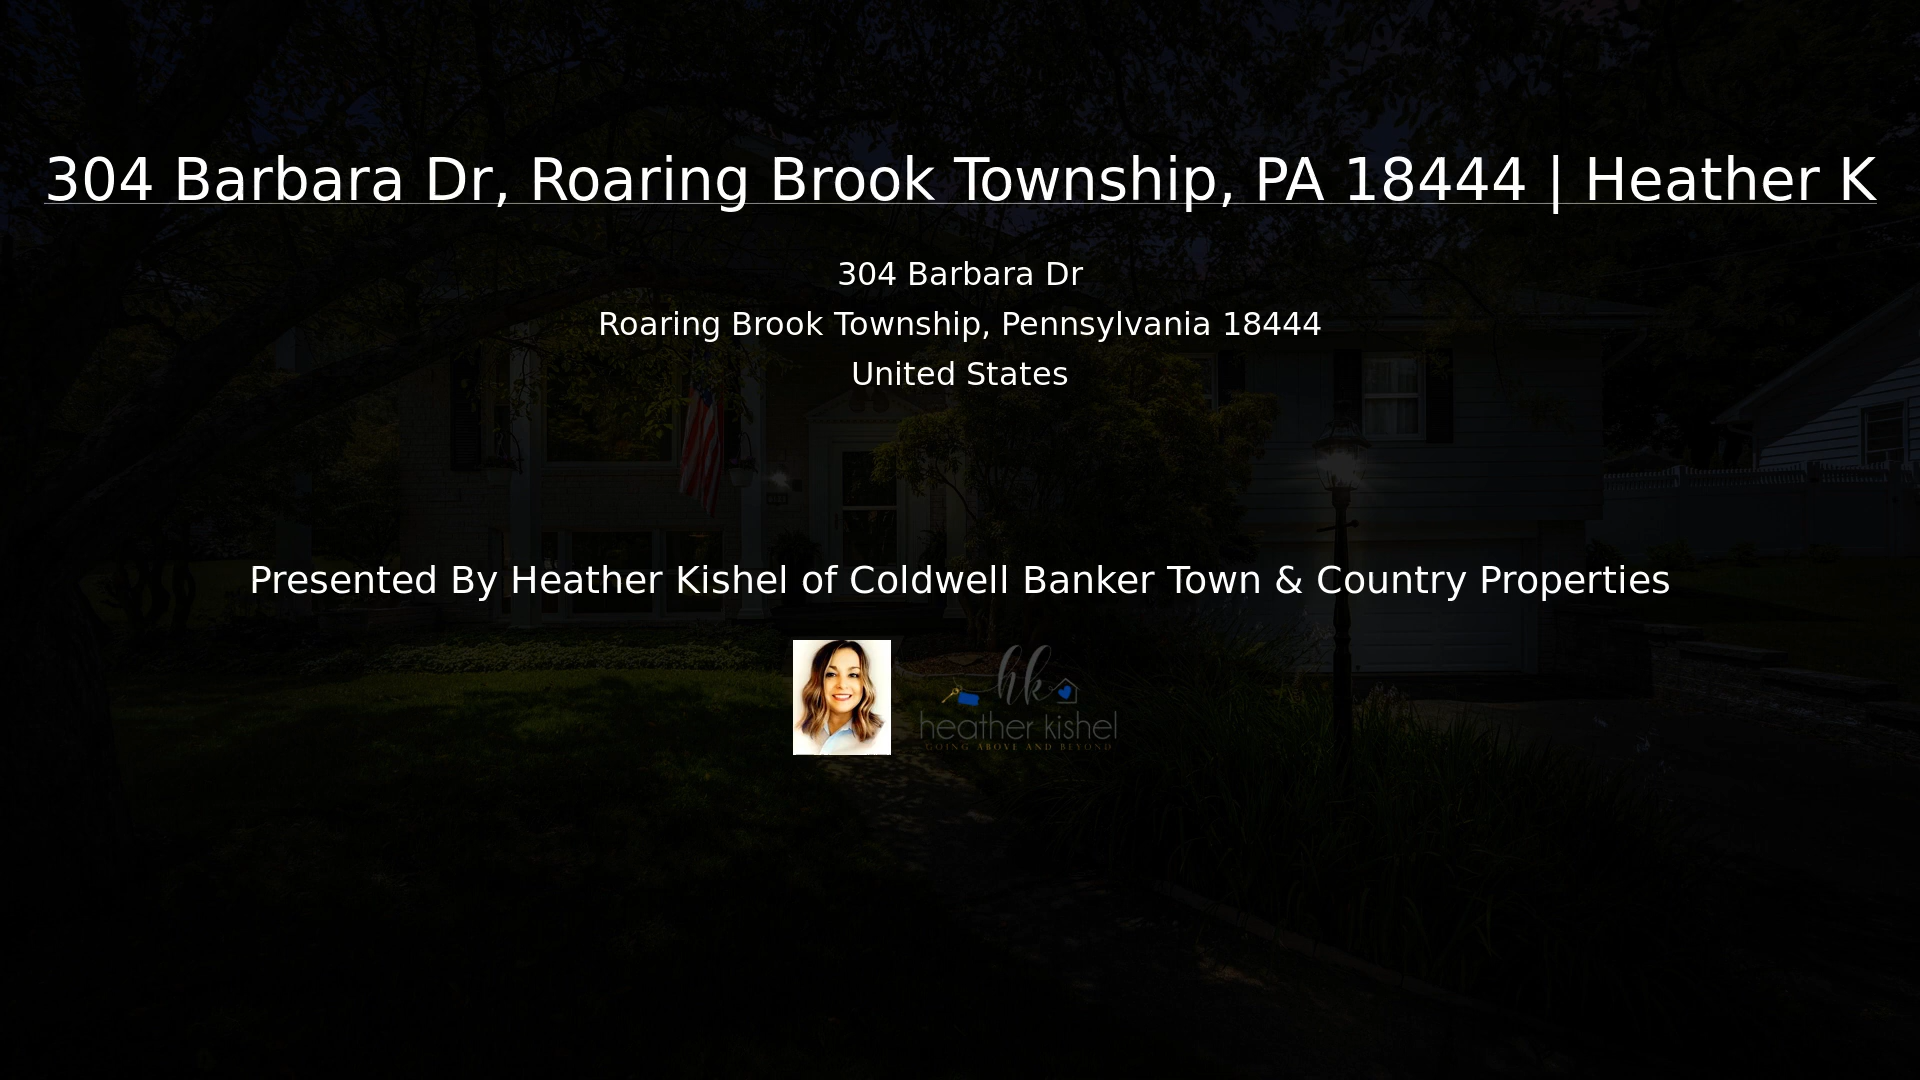 304 Barbara Dr, Roaring Brook Township, PA 18444 | Heather K
304 Barbara Dr
Roaring Brook Township, Pennsylvania 18444
United States
Presented By Heather Kishel of Coldwell Banker Town & Country Properties
hk
heather kishel
GOING ABOVE AND BEYOND